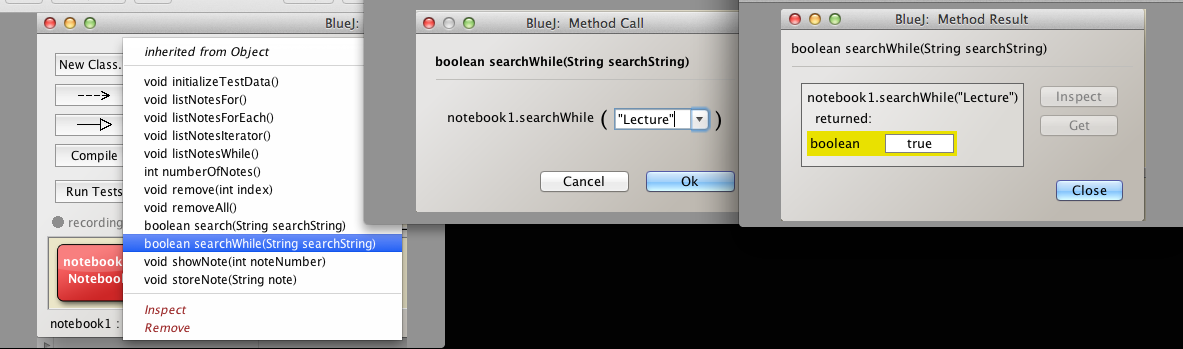 BlueJ:
inherited from Object
New Class.
void initializeTestData()
void listNotesFor()
void listNotesForEach()
void listNotesIterator()
void listNotesWhile()
Compile
int numberOfNotes()
Run Tests
void remove(int index)
void removeAll()
recording
boolean search(String searchString)
boolean searchWhile(String searchString)
notebook
void showNote(int noteNumber)
Notebo
void storeNote(String note)
Inspect
notebook1 :
Remove
BlueJ: Method Call
boolean searchWhile(String searchString)
notebook1.searchWhile ( "Lecture" )
Cancel
Ok
BlueJ: Method Result
boolean searchWhile(String searchString)
notebook1.searchWhile("Lecture")
returned:
boolean true
Inspect
Get
Close